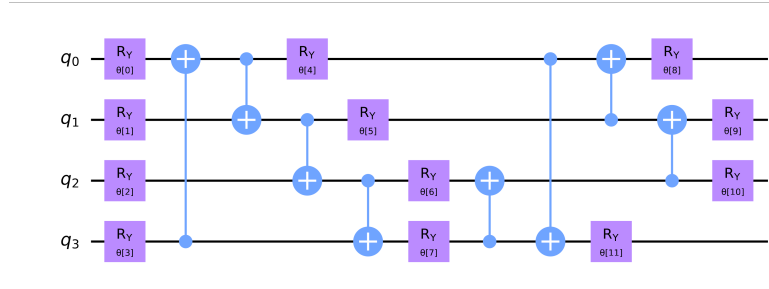 q0 RY θ[0] RY θ[4] RY θ[8]
q1 RY θ[1] RY θ[5] RY θ[9]
q2 RY θ[2] RY θ[6] RY θ[10]
q3 RY θ[3] RY θ[7] RY θ[11]